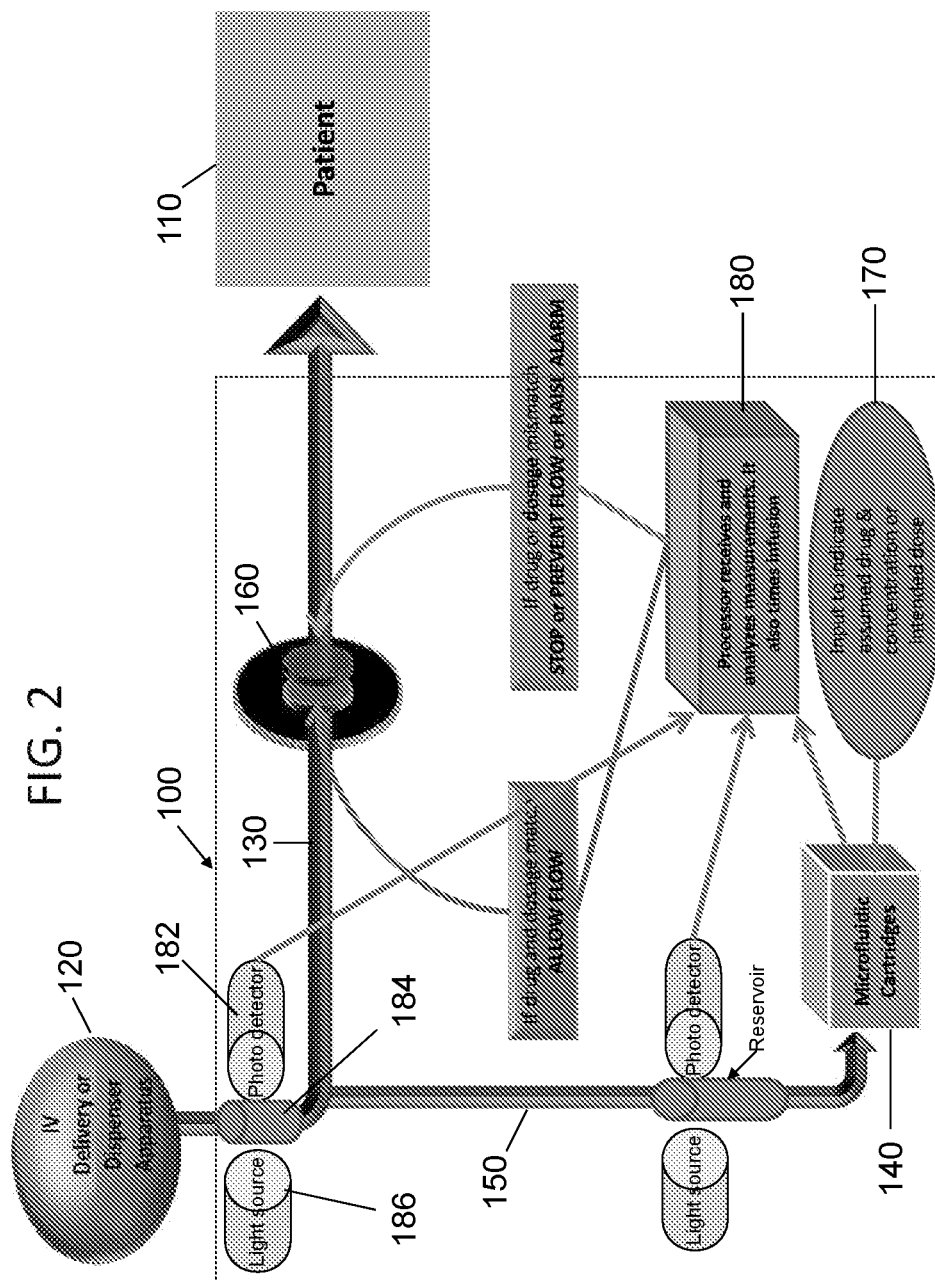 FIG. 2
120
IV
Delivery or
Dispenser
Apparatus
100
110
Patient
182
Photo detector
184
Light source
186
130
160
If drug and dosage match
ALLOW FLOW
If drug or dosage mismatch
STOP or PREVENT FLOW or RAISE ALARM
150
Photo detector
Light source
Reservoir
180
Processor receives and
analyzes measurements. It
also times infusion
Microfluidic
Cartridges
140
Input to indicate
assumed drug &
concentration or
intended dose
170